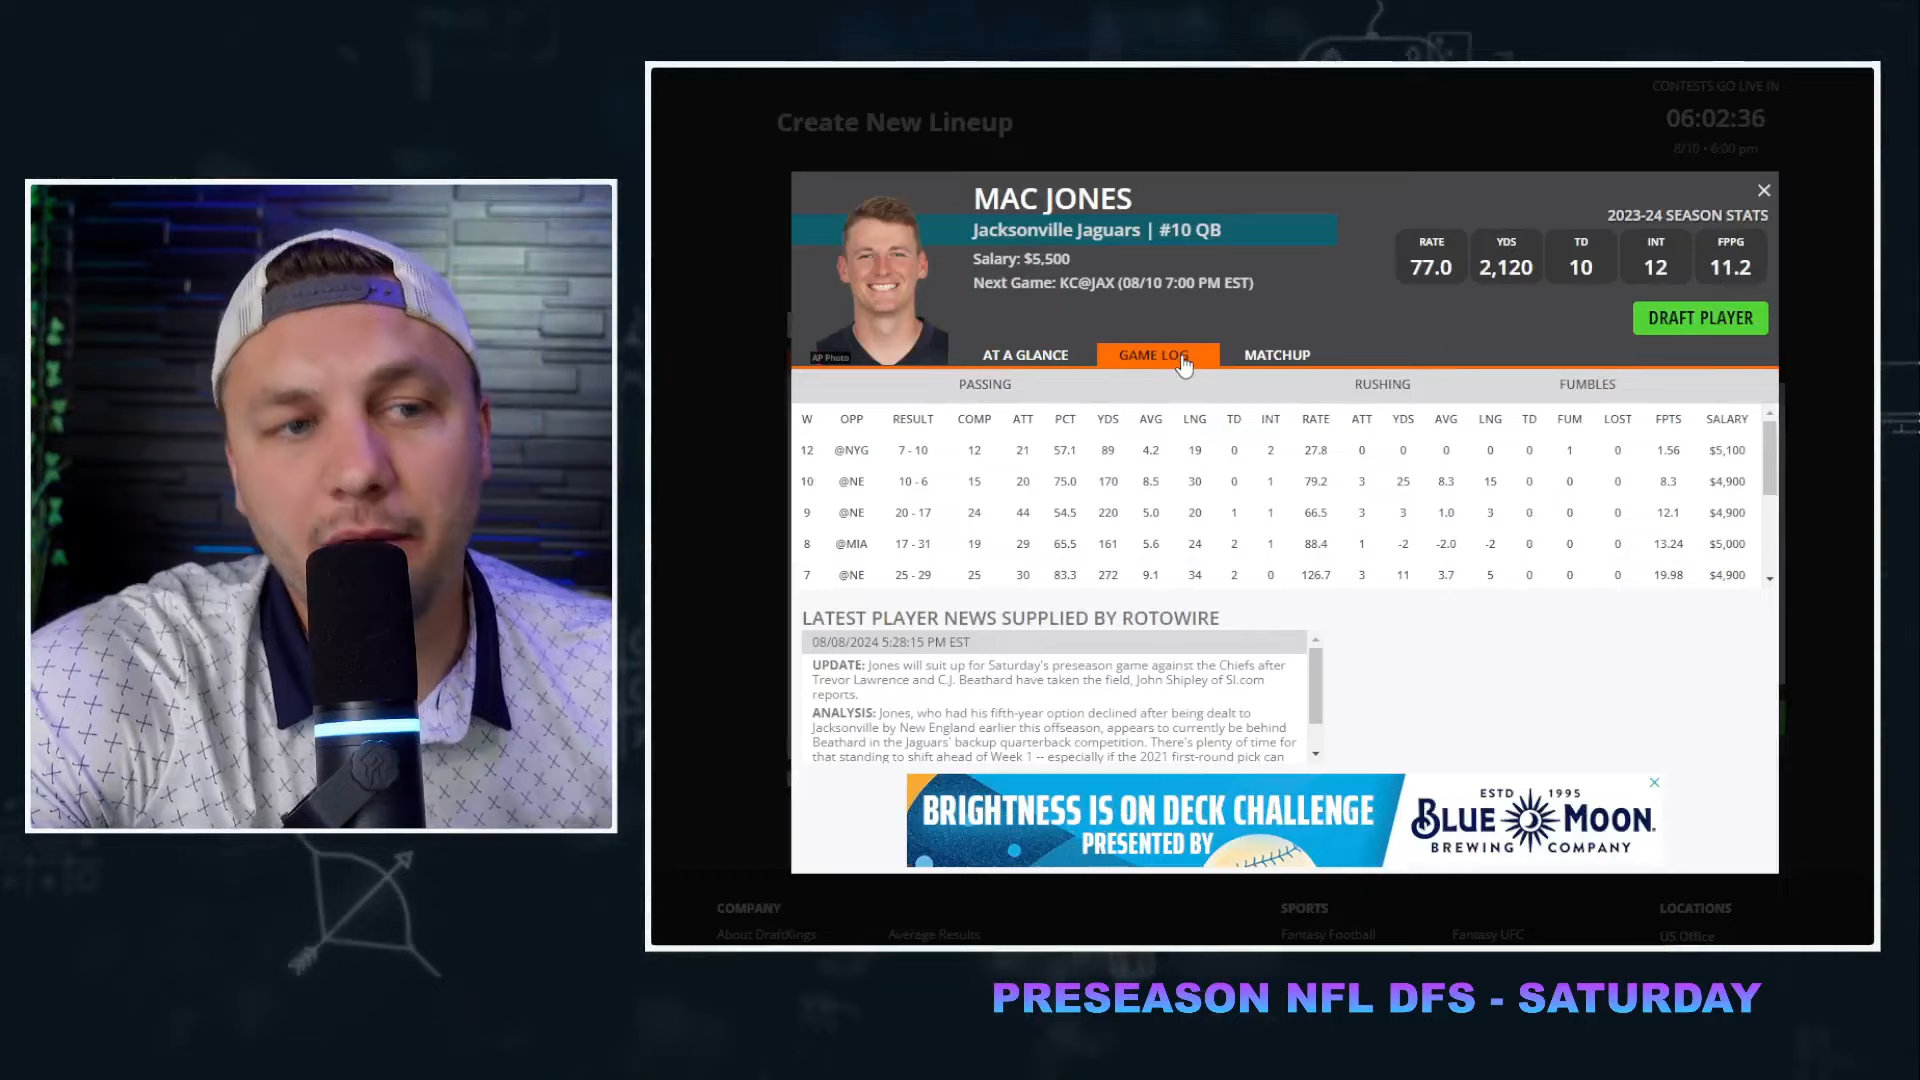 CONTESTS GO LIVE IN
Create New Lineup
06:02:36
8/10 • 6:00 pm
MAC JONES
Jacksonville Jaguars | #10 QB
Salary: $5,500
Next Game: KC@JAX (08/10 7:00 PM EST)
2023-24 SEASON STATS
RATE YDS TD INT FPPG
77.0 2,120 10 12 11.2
DRAFT PLAYER
AP Photo
AT A GLANCE GAME LOG MATCHUP
PASSING RUSHING FUMBLES
W OPP RESULT COMP ATT PCT YDS AVG LNG TD INT RATE ATT YDS AVG LNG TD FUM LOST FPTS SALARY
12 @NYG 7 - 10 12 21 57.1 89 4.2 19 0 2 27.8 0 0 0 0 0 1 0 1.56 $5,100
10 @NE 10 - 6 15 20 75.0 170 8.5 30 0 1 79.2 3 25 8.3 15 0 0 0 8.3 $4,900
9 @NE 20 - 17 24 44 54.5 220 5.0 20 1 1 66.5 3 3 1.0 3 0 0 0 12.1 $4,900
8 @MIA 17 - 31 19 29 65.5 161 5.6 24 2 1 88.4 1 -2 -2.0 -2 0 0 0 13.24 $5,000
7 @NE 25 - 29 25 30 83.3 272 9.1 34 2 0 126.7 3 11 3.7 5 0 0 0 19.98 $4,900
LATEST PLAYER NEWS SUPPLIED BY ROTOWIRE
08/08/2024 5:28:15 PM EST
UPDATE: Jones will suit up for Saturday's preseason game against the Chiefs after
Trevor Lawrence and C.J. Beathard have taken the field, John Shipley of SI.com
reports.
ANALYSIS: Jones, who had his fifth-year option declined after being dealt to
Jacksonville by New England earlier this offseason, appears to currently be behind
Beathard in the Jaguars' backup quarterback competition. There's plenty of time for
that standing to shift ahead of Week 1 -- especially if the 2021 first-round pick can
BRIGHTNESS IS ON DECK CHALLENGE
PRESENTED BY
ESTD 1995
BLUE MOON
BREWING COMPANY
COMPANY SPORTS LOCATIONS
About DraftKings Average Results Fantasy Football Fantasy UFC US Office
PRESEASON NFL DFS - SATURDAY